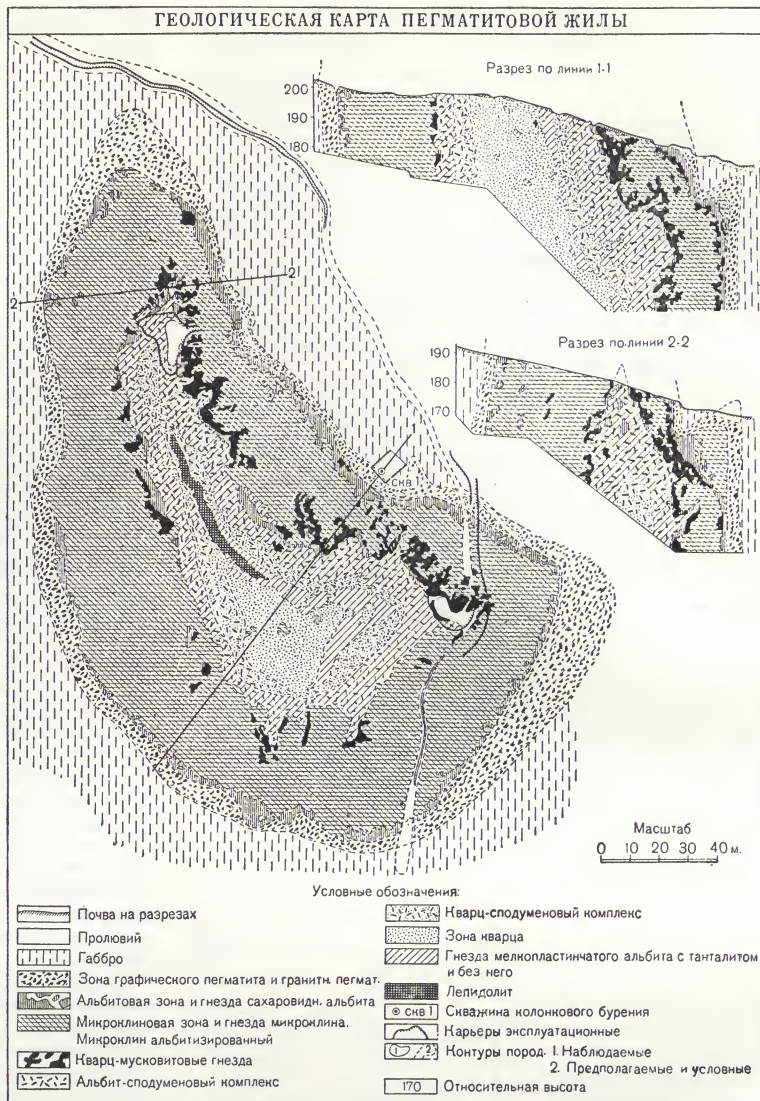 ГЕОЛОГИЧЕСКАЯ КАРТА ПЕГМАТИТОВОЙ ЖИЛЫ
Разрез по линии 1-1
200
190
180
2
2
Разрез по линии 2-2
190
180
170
скв
Масштаб
0 10 20 30 40 м.
Условные обозначения:
Почва на разрезах
Пролювий
Габбро
Зона графического пегматита и гранитн. пегмат.
Альбитовая зона и гнезда сахаровидн. альбита
Микроклиновая зона и гнезда микроклина.
Микроклин альбитизированный
Кварц-мусковитовые гнезда
Альбит-сподуменовый комплекс
Кварц-сподуменовый комплекс
Зона кварца
Гнезда мелкопластинчатого альбита с танталитом
и без него
Лепидолит
скв 1 Скважина колонкового бурения
Карьеры эксплуатационные
1 2 Контуры пород. 1. Наблюдаемые
2. Предполагаемые и условные
170 Относительная высота